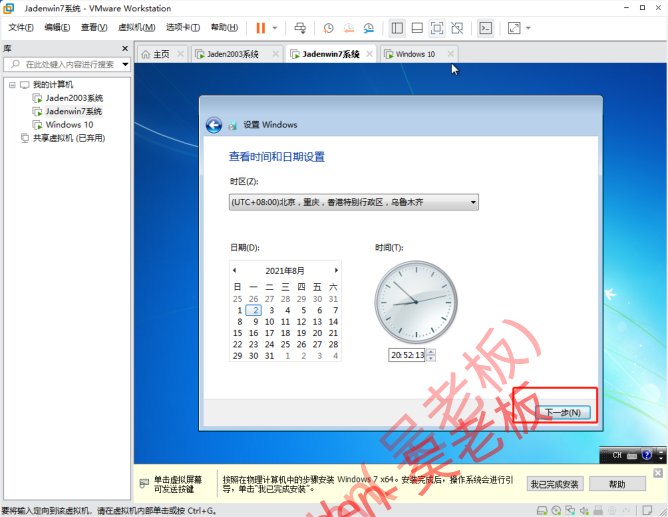 Jadenwin7系统 - VMware Workstation
文件(F) 编辑(E) 查看(V) 虚拟机(M) 选项卡(T) 帮助(H)
库
在此处键入内容进行搜索
我的计算机
Jaden2003系统
Jadenwin7系统
Windows 10
共享虚拟机 (已弃用)
主页 Jaden2003系统 Jadenwin7系统 Windows 10
设置 Windows
查看时间和日期设置
时区(Z):
(UTC+08:00)北京，重庆，香港特别行政区，乌鲁木齐
日期(D): 时间(T):
2021年8月
日 一 二 三 四 五 六
25 26 27 28 29 30 31
1 2 3 4 5 6 7
8 9 10 11 12 13 14
15 16 17 18 19 20 21
22 23 24 25 26 27 28
29 30 31 1 2 3 4
20:52:13
下一步(N)
吴老板)
吴老板
CH
单击虚拟屏幕
可发送按键
按照在物理计算机中的步骤安装 Windows 7 x64。安装完成后，操作系统会进行引
导，单击"我已完成安装"。
我已完成安装 帮助
要将输入定向到该虚拟机，请在虚拟机内部单击或按 Ctrl+G。